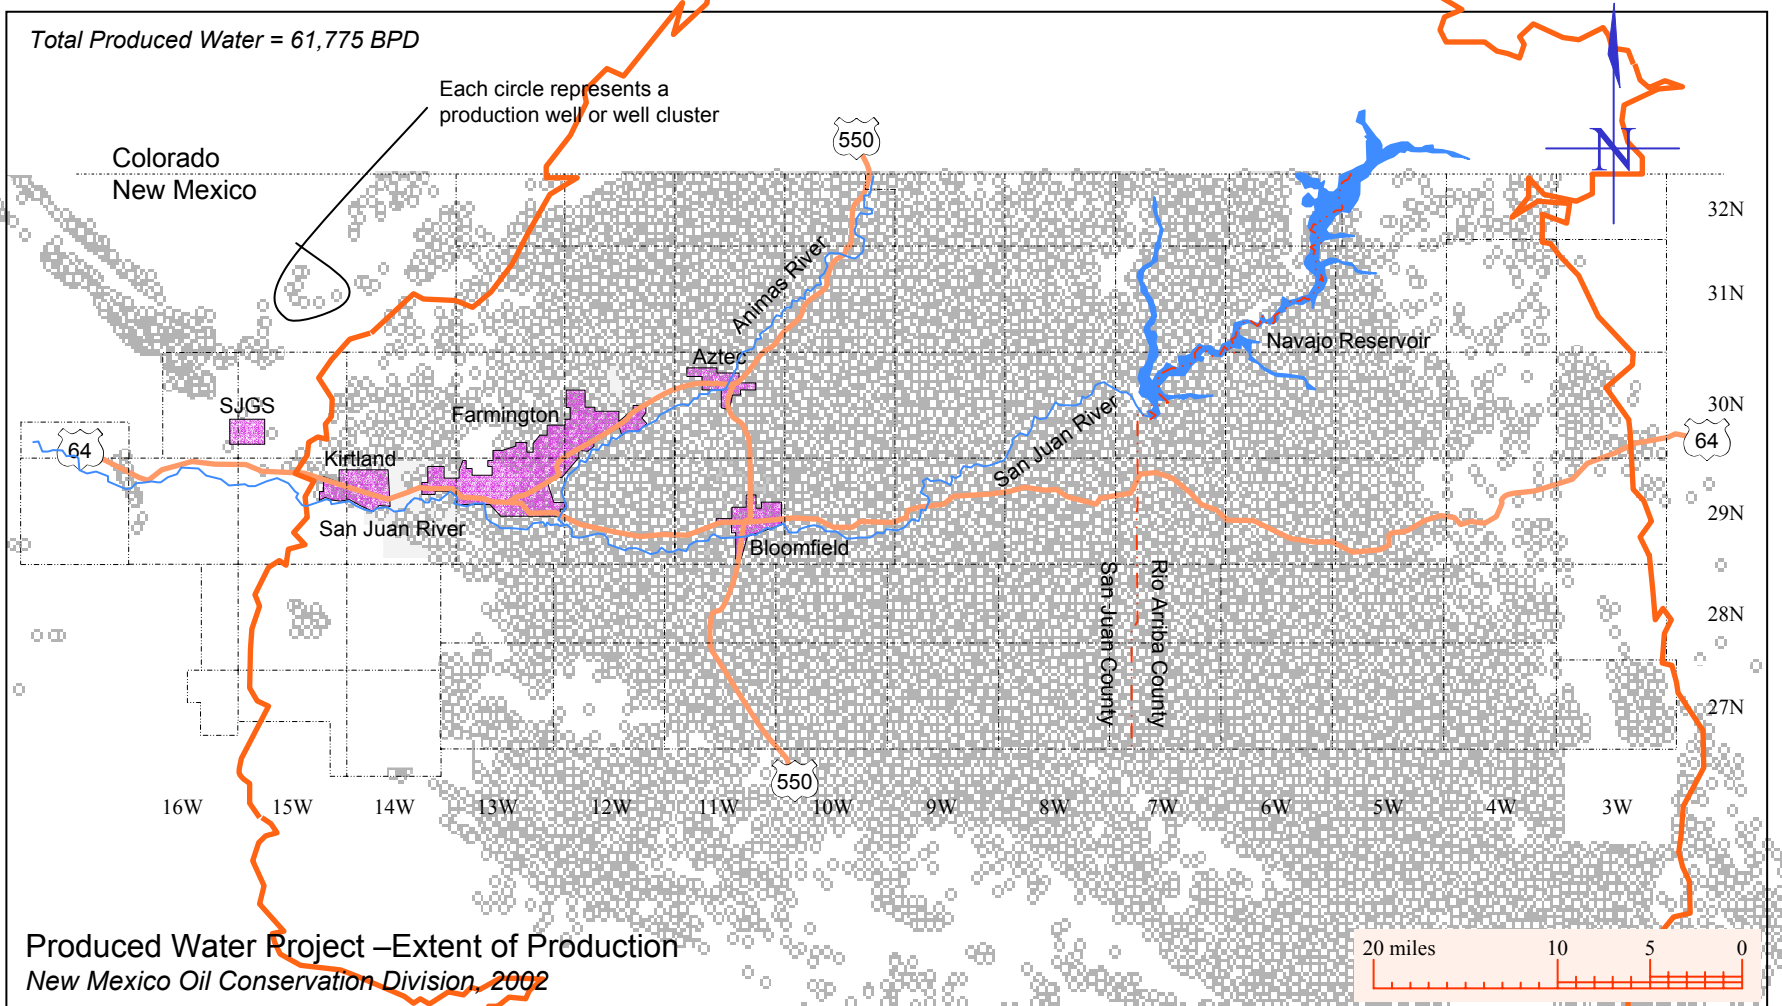 Total Produced Water = 61,775 BPD
Each circle represents a
production well or well cluster
Colorado
New Mexico
550
N
32N
Animas River
31N
Navajo Reservoir
Aztec
SJGS
Farmington
30N
San Juan River
64
64
Kirtland
29N
San Juan River
Bloomfield
San Juan County
Rio Arriba County
28N
27N
550
16W 15W 14W 13W 12W 11W 10W 9W 8W 7W 6W 5W 4W 3W
Produced Water Project –Extent of Production
New Mexico Oil Conservation Division, 2002
20 miles 10 5 0